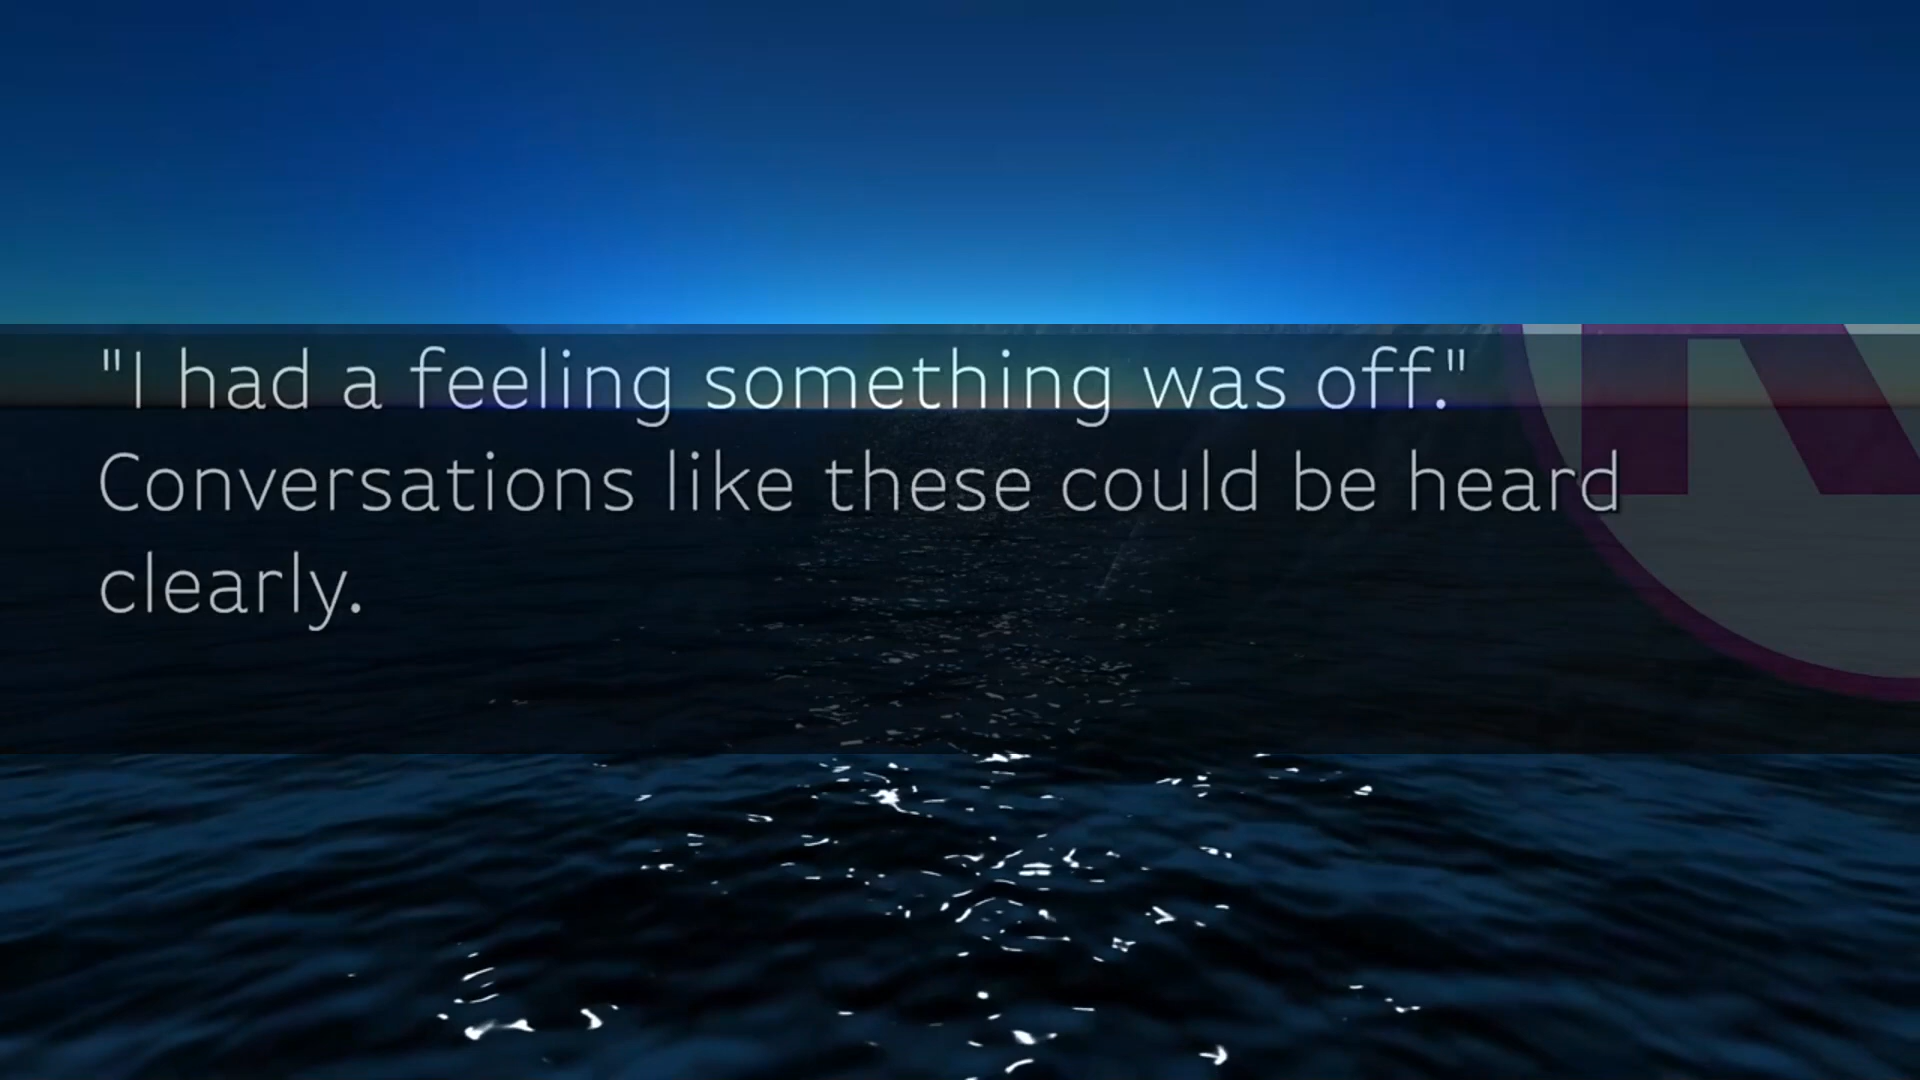 "I had a feeling something was off."
Conversations like these could be heard
clearly.